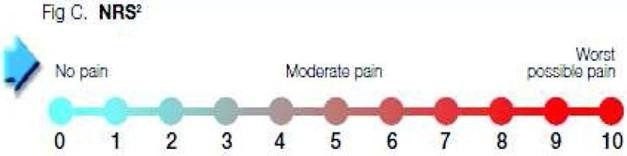 Fig C. NRS²
Worst
No pain Moderate pain possible pain
0 1 2 3 4 5 6 7 8 9 10